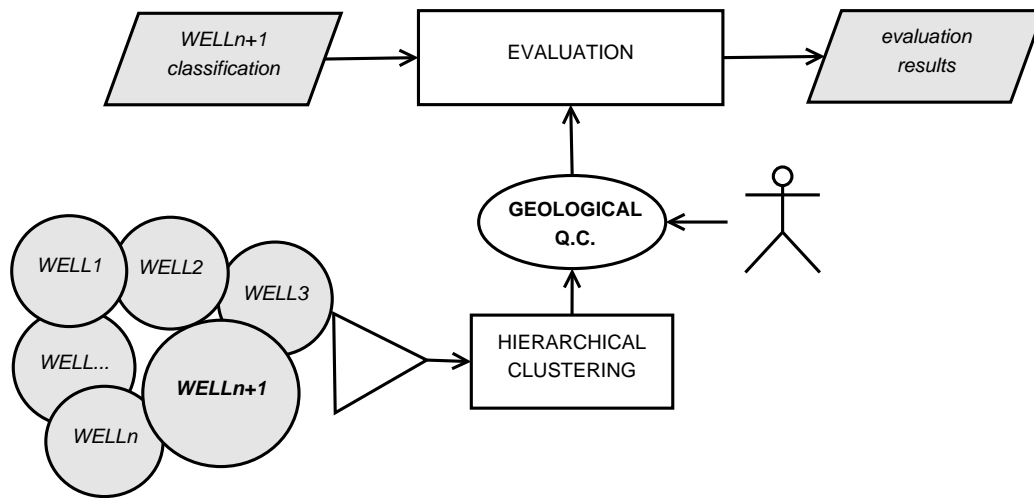 WELLn+1
classification
EVALUATION
evaluation
results
GEOLOGICAL
Q.C.
WELL1
WELL2
WELL3
WELL...
WELLn+1
WELLn
HIERARCHICAL
CLUSTERING